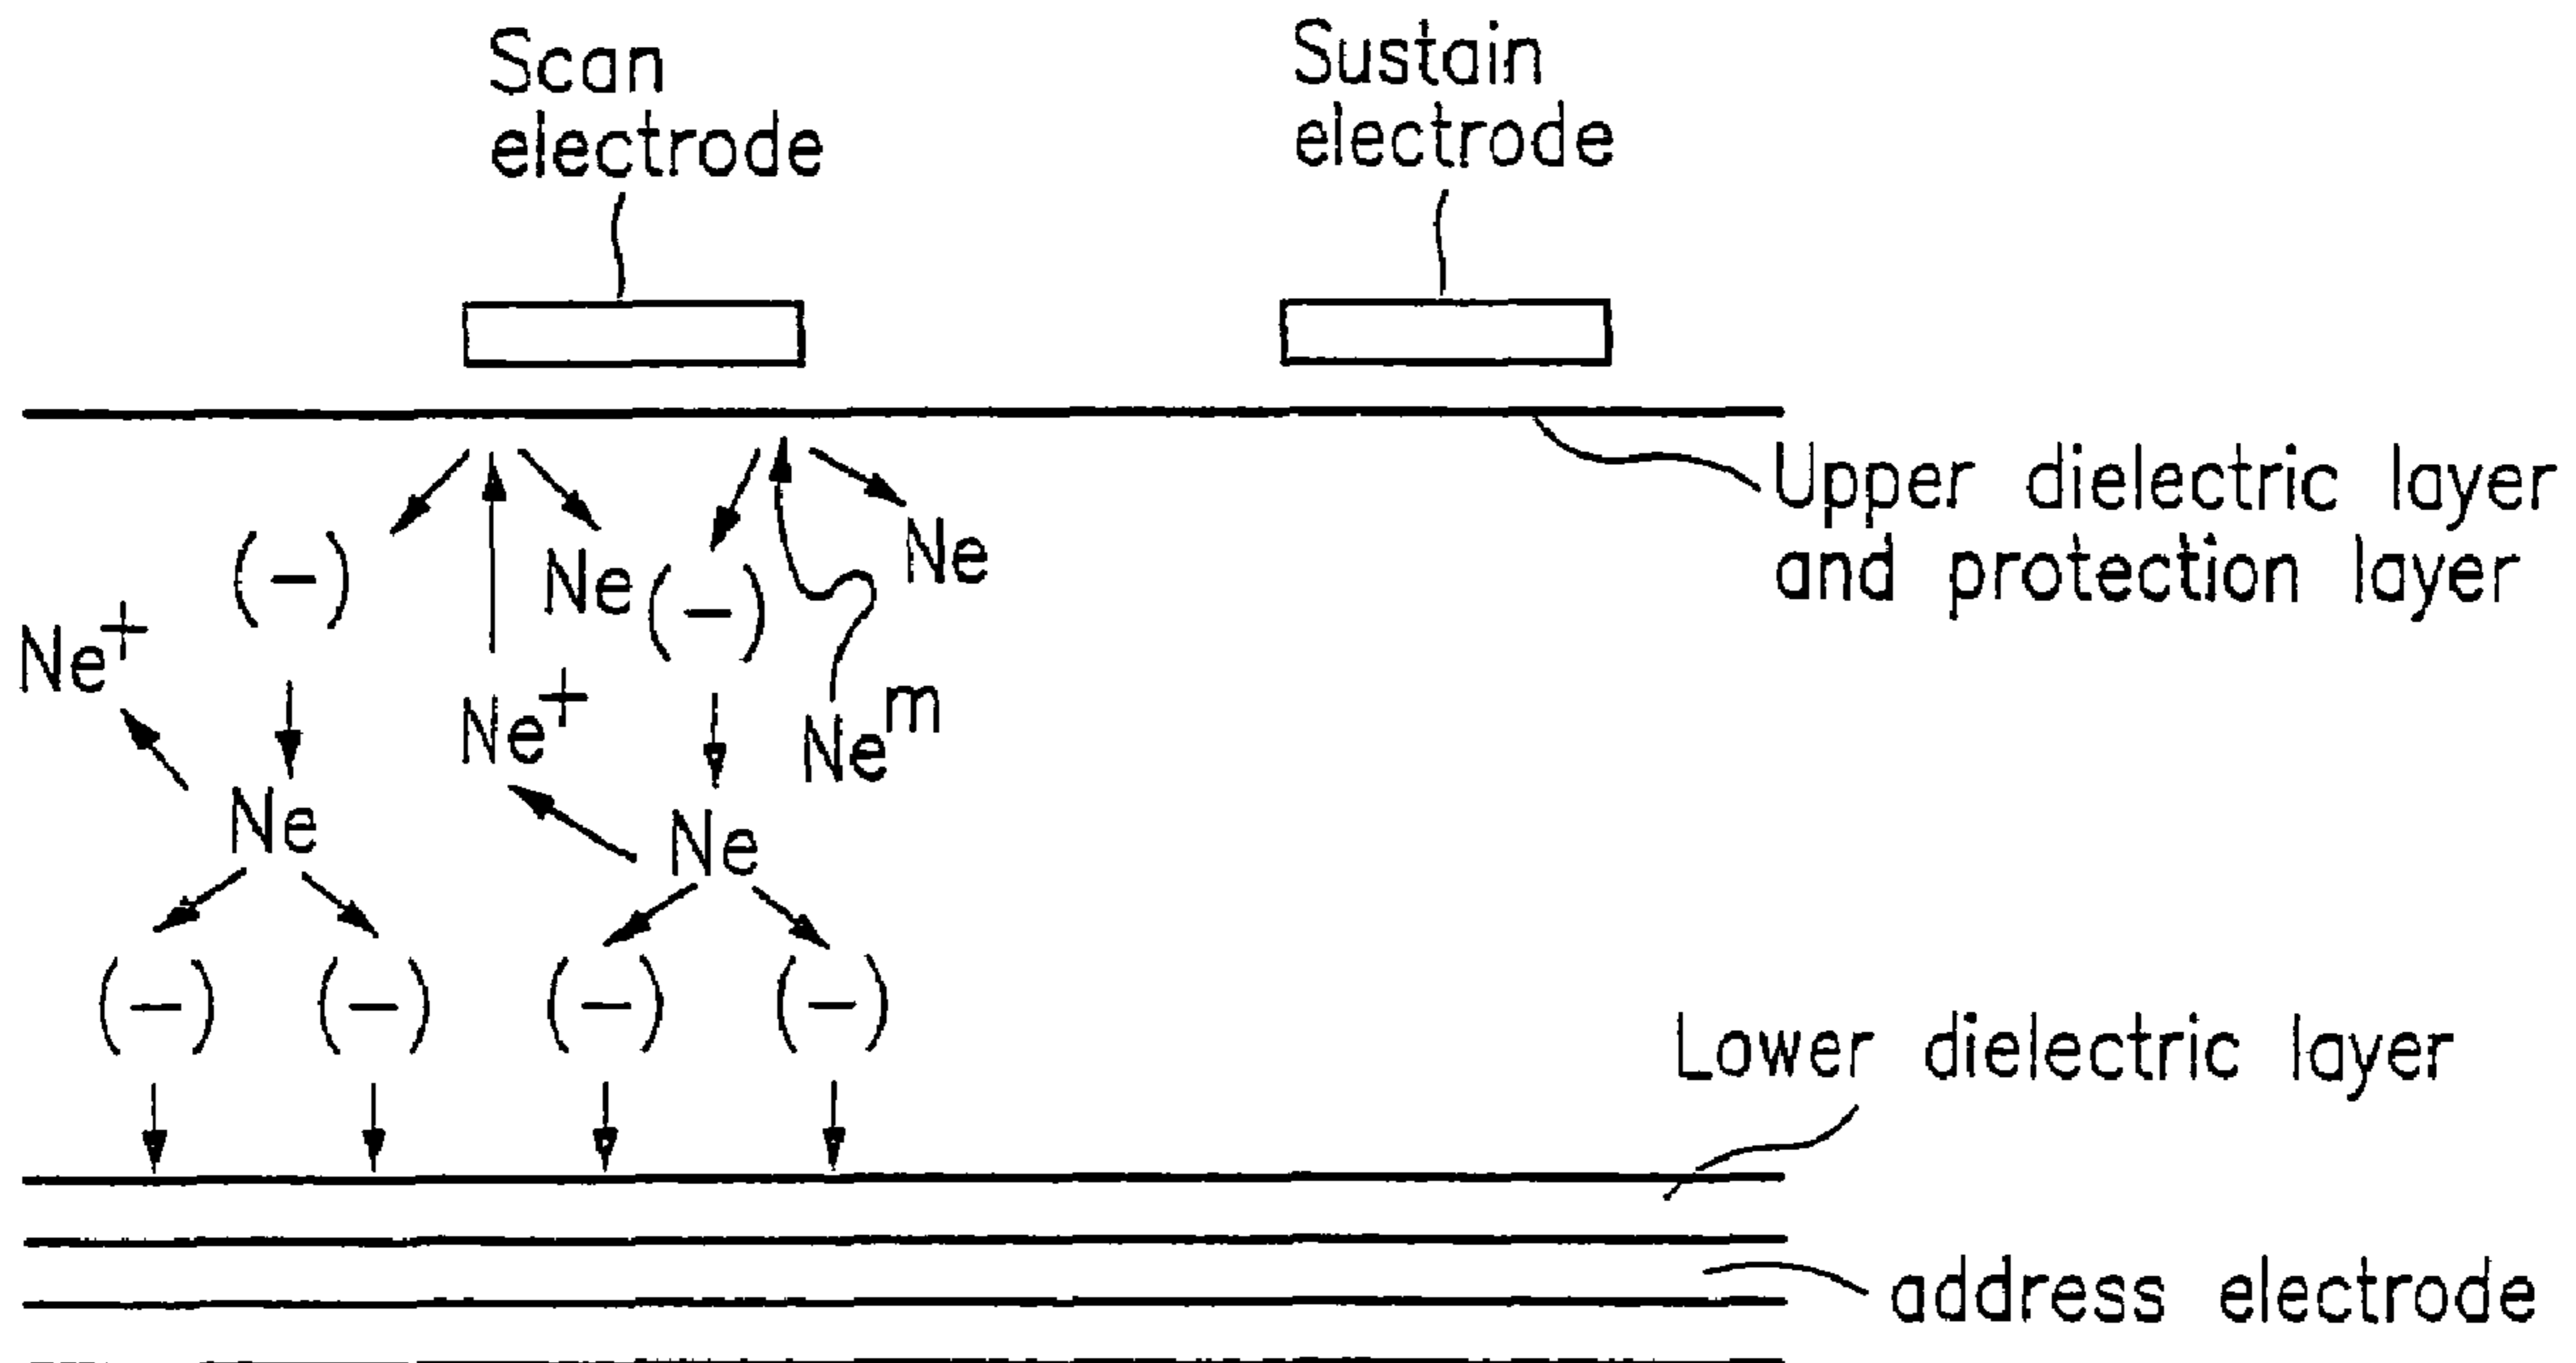 Scan
electrode
Sustain
electrode
Upper dielectric layer
and protection layer
Ne
(-)
Ne
(-)
Ne+
Ne+
Nem
Ne
Ne
(-) (-) (-) (-)
Lower dielectric layer
address electrode